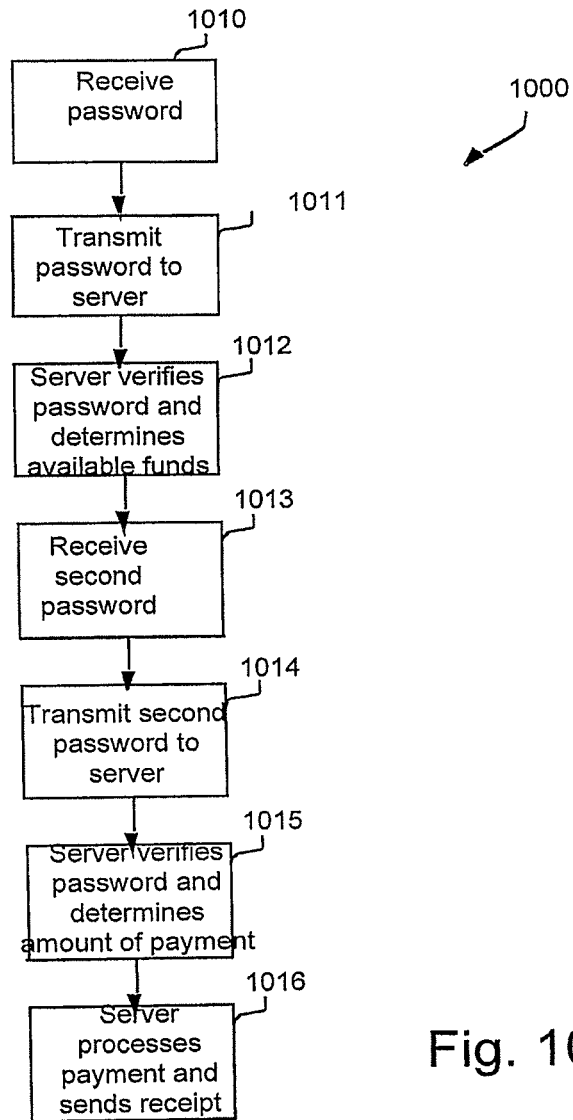 1010
Receive
password
1000
1011
Transmit
password to
server
1012
Server verifies
password and
determines
available funds
1013
Receive
second
password
1014
Transmit second
password to
server
1015
Server verifies
password and
determines
amount of payment
1016
Server
processes
payment and
sends receipt
Fig. 10